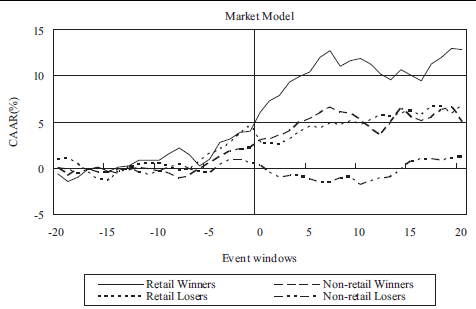 Market Model
15
10
5
0
-5
CAAR(%)
-20 -15 -10 -5 0 5 10 15 20
Event windows
Retail Winners Non-retail Winners
Retail Losers Non-retail Losers